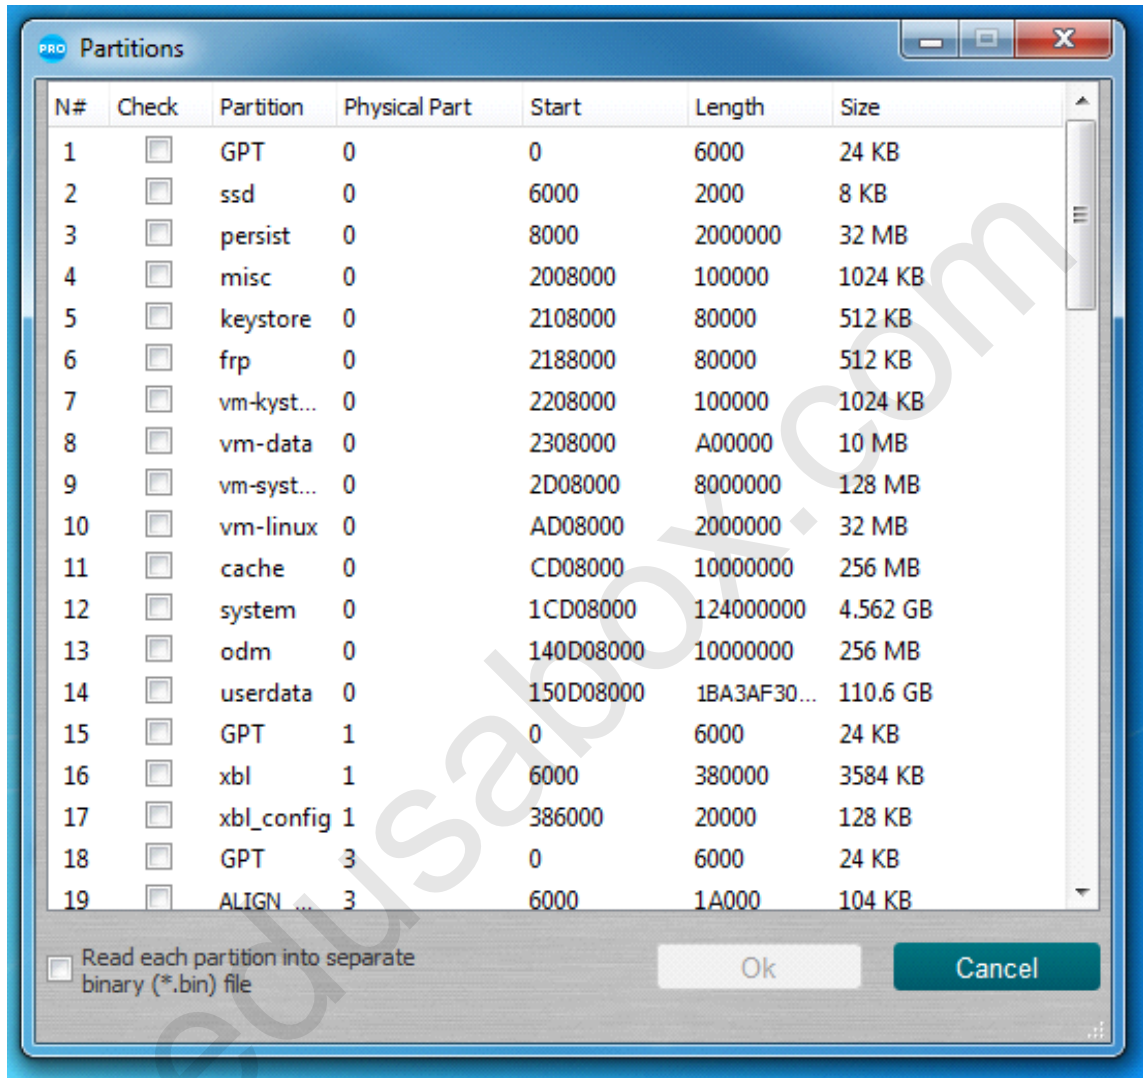 PRO Partitions
N# Check Partition Physical Part Start Length Size
1 GPT 0 0 6000 24 KB
2 ssd 0 6000 2000 8 KB
3 persist 0 8000 2000000 32 MB
4 misc 0 2008000 100000 1024 KB
5 keystore 0 2108000 80000 512 KB
6 frp 0 2188000 80000 512 KB
7 vm-kyst... 0 2208000 100000 1024 KB
8 vm-data 0 2308000 A00000 10 MB
9 vm-syst... 0 2D08000 8000000 128 MB
10 vm-linux 0 AD08000 2000000 32 MB
11 cache 0 CD08000 10000000 256 MB
12 system 0 1CD08000 124000000 4.562 GB
13 odm 0 140D08000 10000000 256 MB
14 userdata 0 150D08000 1BA3AF30... 110.6 GB
15 GPT 1 0 6000 24 KB
16 xbl 1 6000 380000 3584 KB
17 xbl_config 1 386000 20000 128 KB
18 GPT 3 0 6000 24 KB
19 ALIGN_... 3 6000 1A000 104 KB
Read each partition into separate
binary (*.bin) file
Ok Cancel
edusabox.com